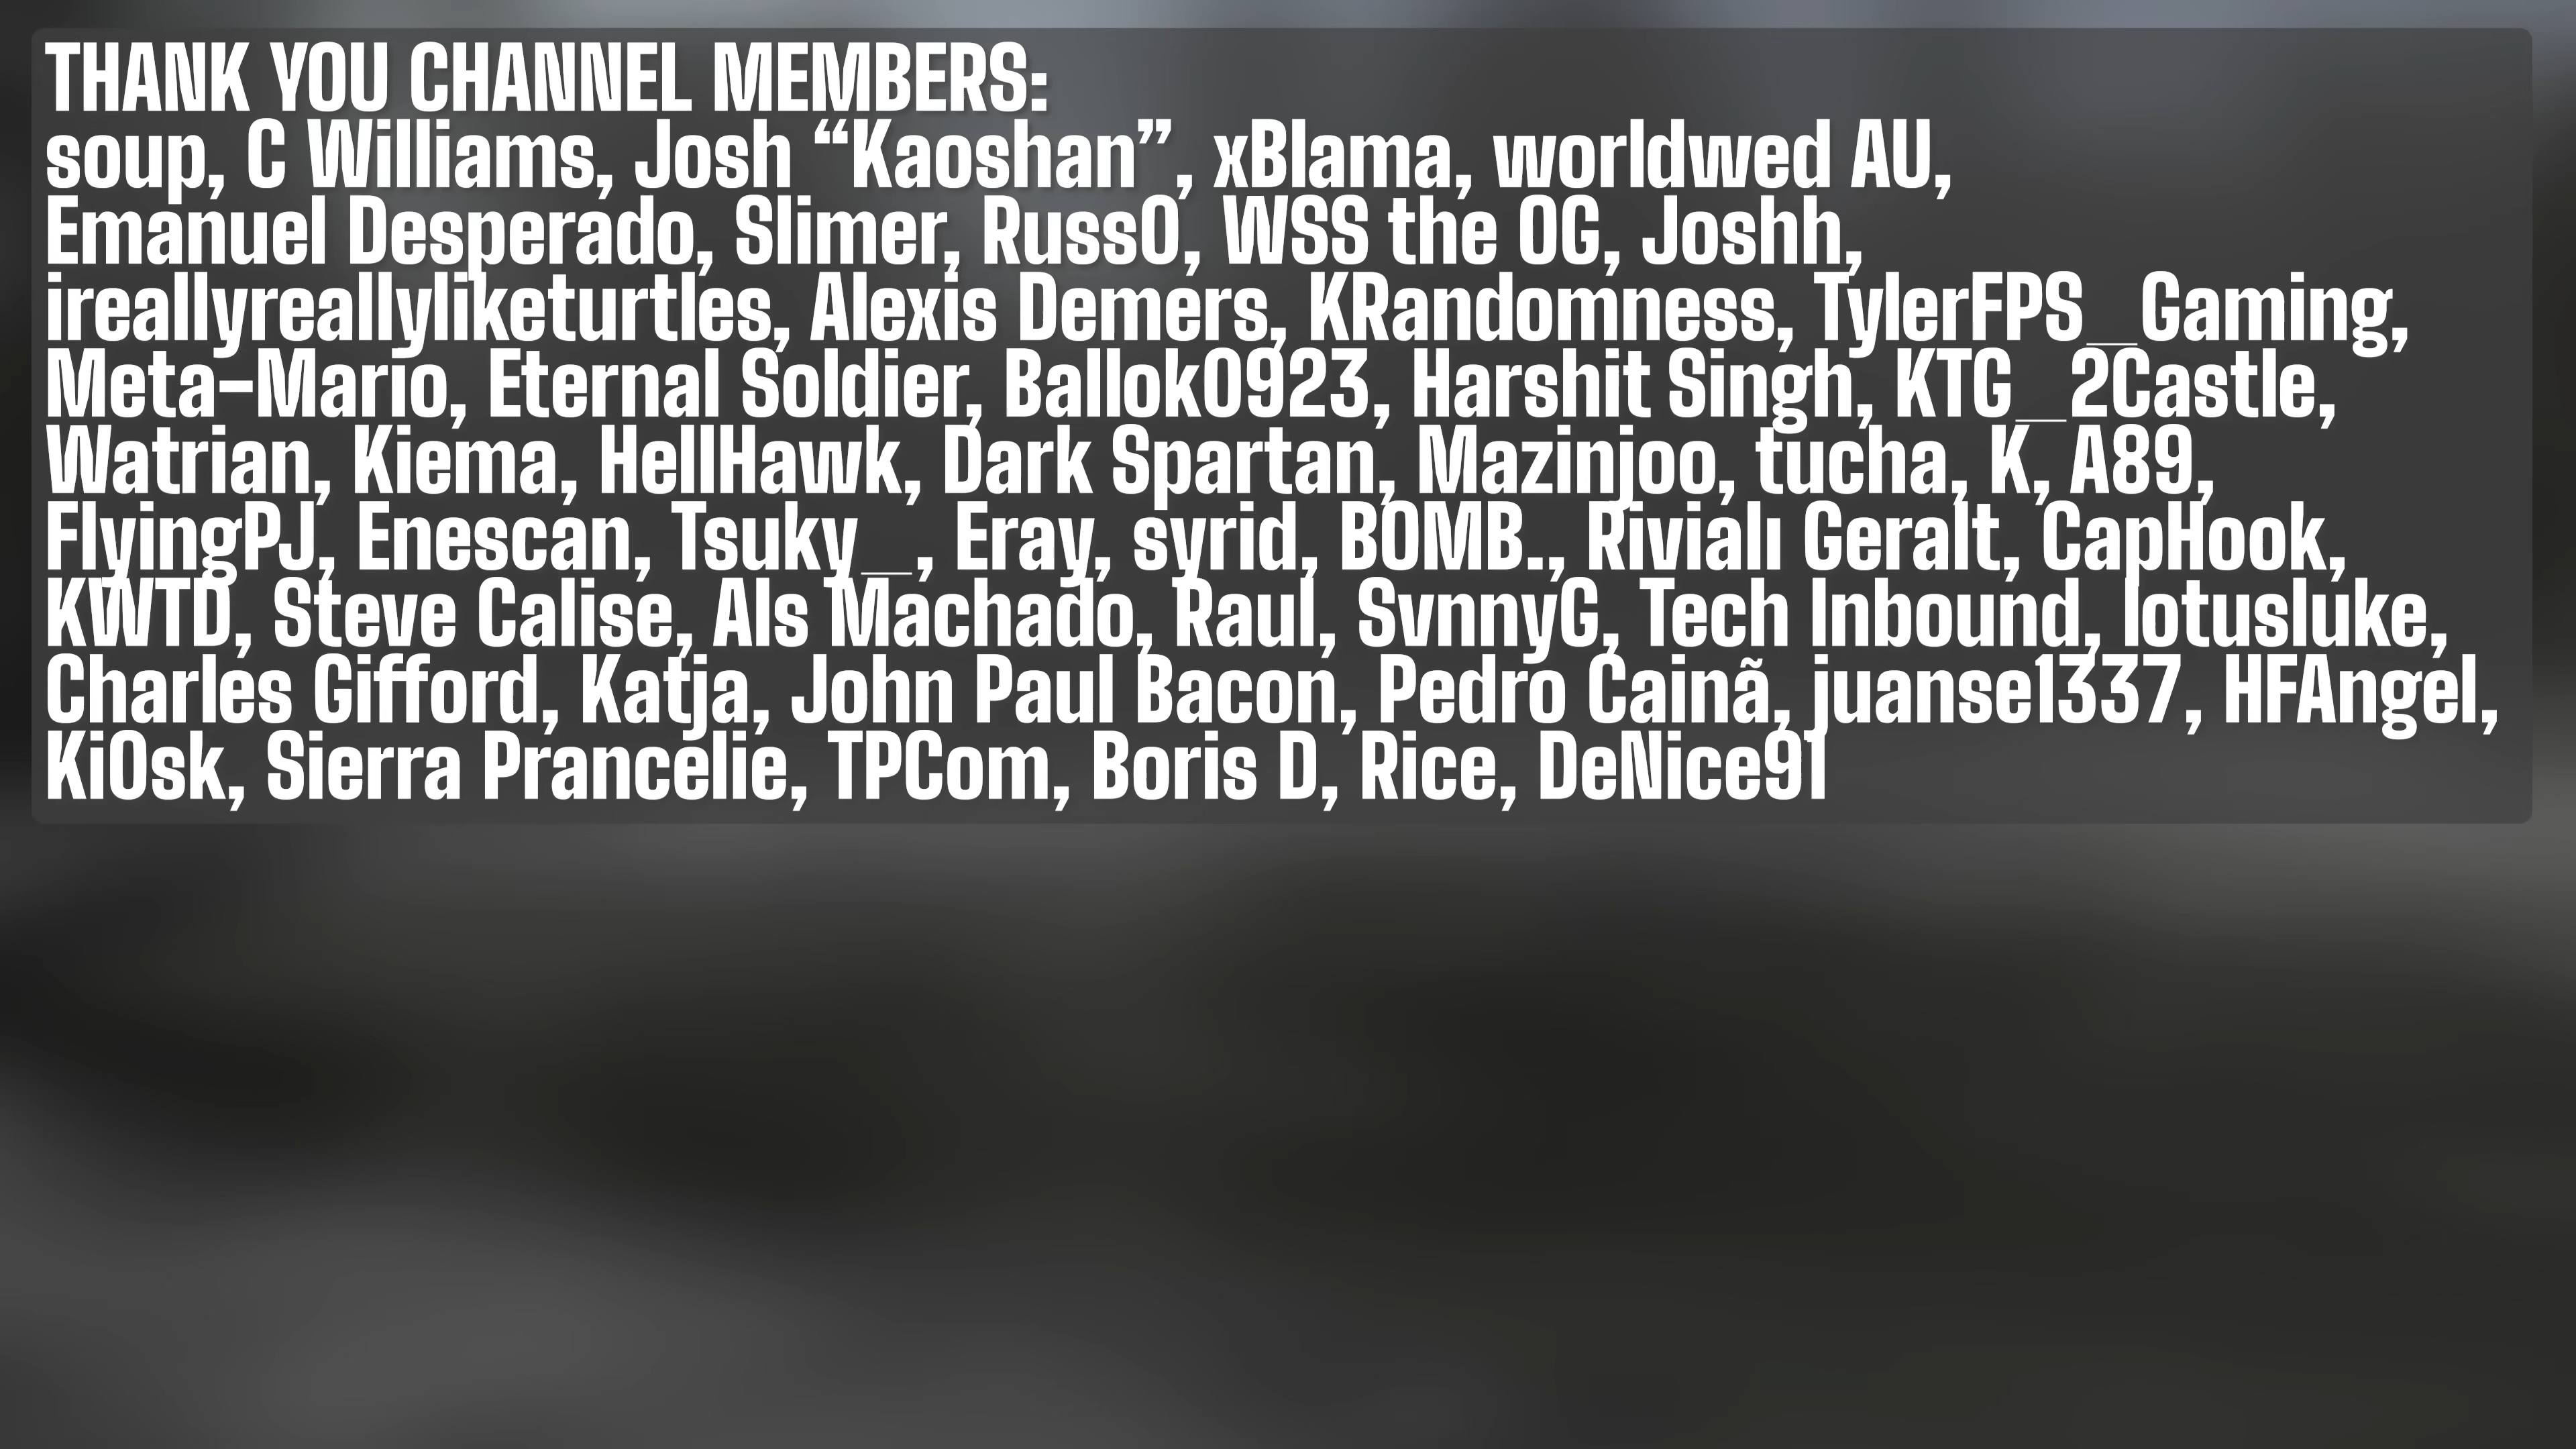 THANK YOU CHANNEL MEMBERS:
soup, C Williams, Josh “Kaoshan”, xBlama, worldwed AU,
Emanuel Desperado, Slimer, Russ0, WSS the OG, Joshh,
ireallyreallyliketurtles, Alexis Demers, KRandomness, TylerFPS_Gaming,
Meta-Mario, Eternal Soldier, Ballok0923, Harshit Singh, KTG_2Castle,
Watrian, Kiema, HellHawk, Dark Spartan, Mazinjoo, tucha, K, A89,
FlyingPJ, Enescan, Tsuky_, Eray, syrid, BOMB., Rivialı Geralt, CapHook,
KWTD, Steve Calise, Als Machado, Raul, SvnnyG, Tech Inbound, lotusluke,
Charles Gifford, Katja, John Paul Bacon, Pedro Cainã, juanse1337, HFAngel,
Ki0sk, Sierra Prancelie, TPCom, Boris D, Rice, DeNice91